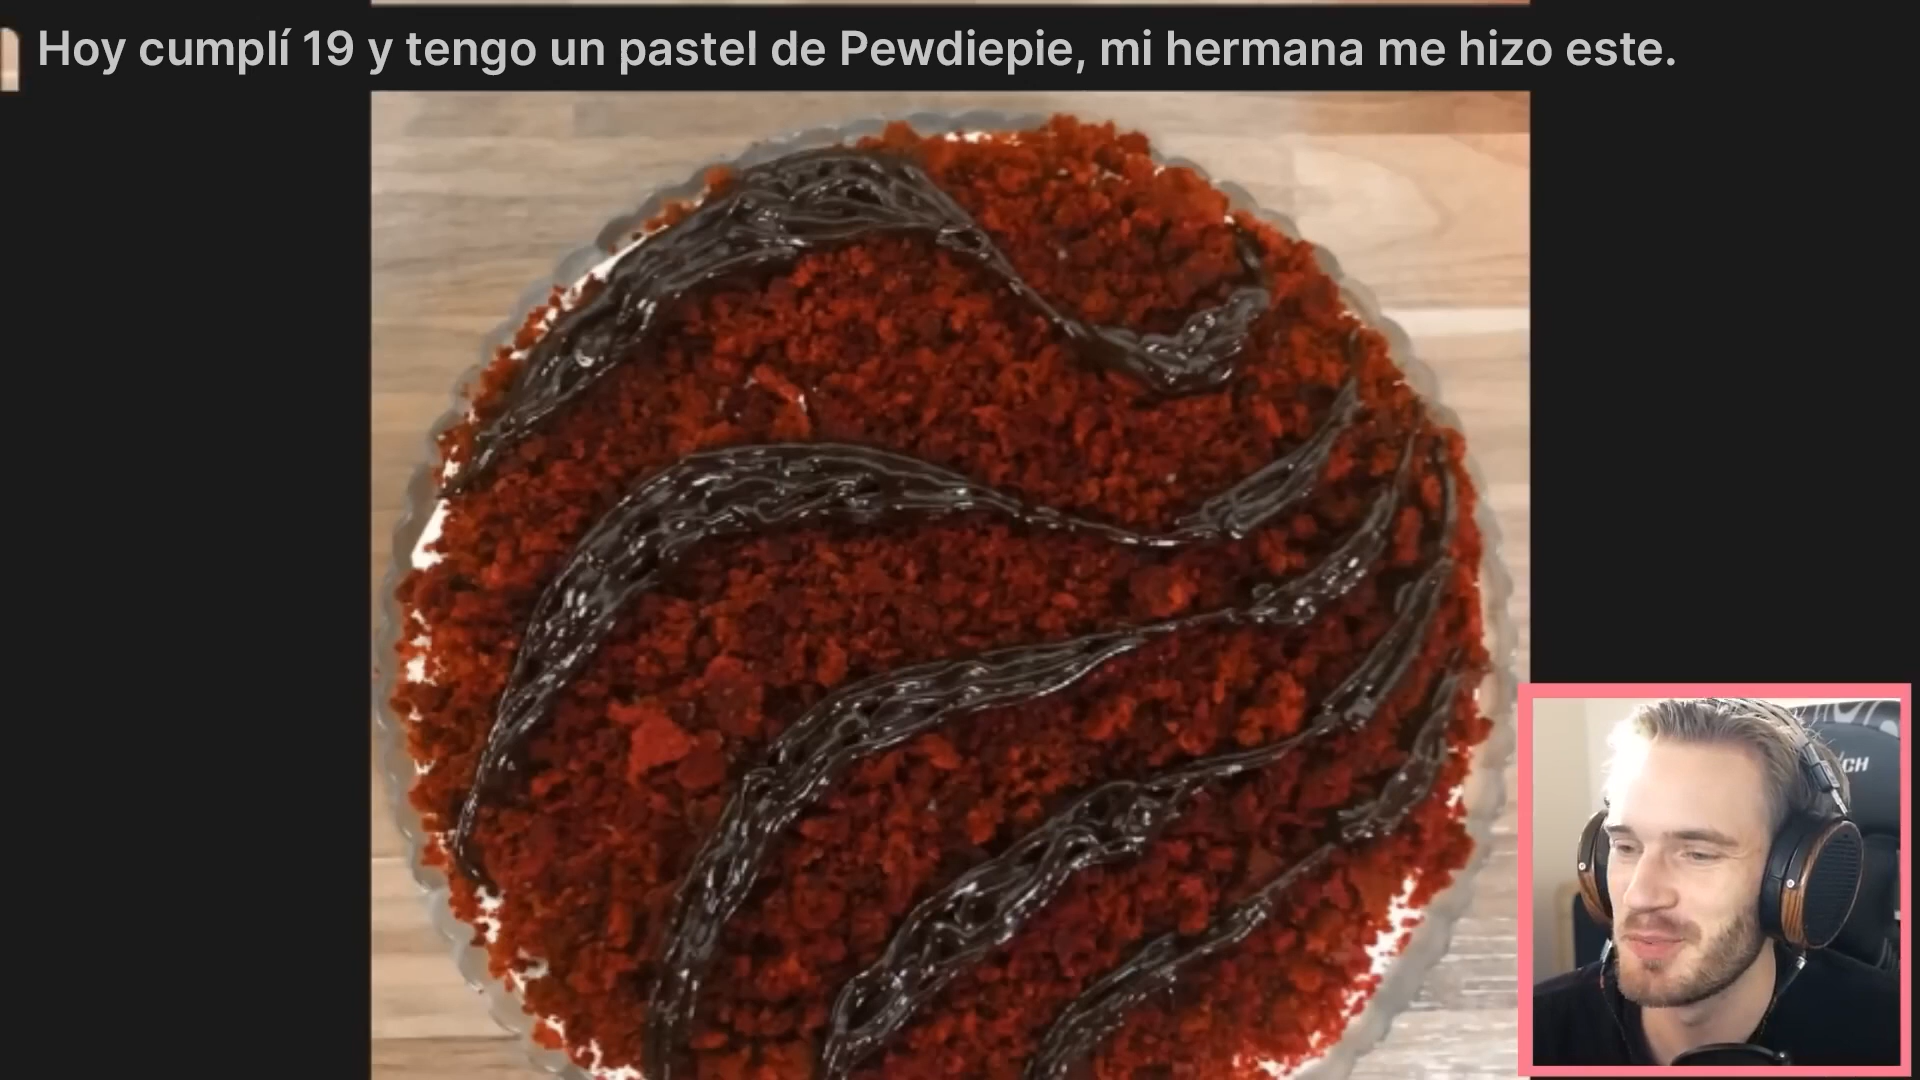 Hoy cumplí 19 y tengo un pastel de Pewdiepie, mi hermana me hizo este.